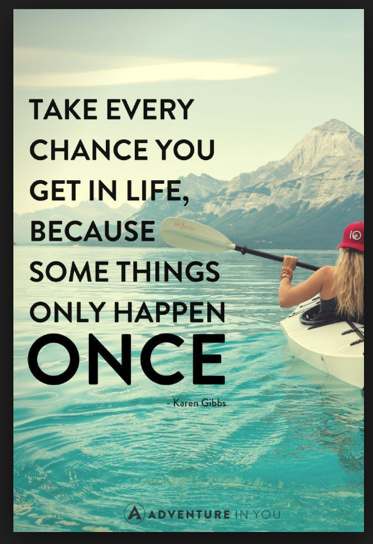 TAKE EVERY
CHANCE YOU
GET IN LIFE,
BECAUSE
SOME THINGS
ONLY HAPPEN
ONCE
- Karen Gibbs
ADVENTURE IN YOU